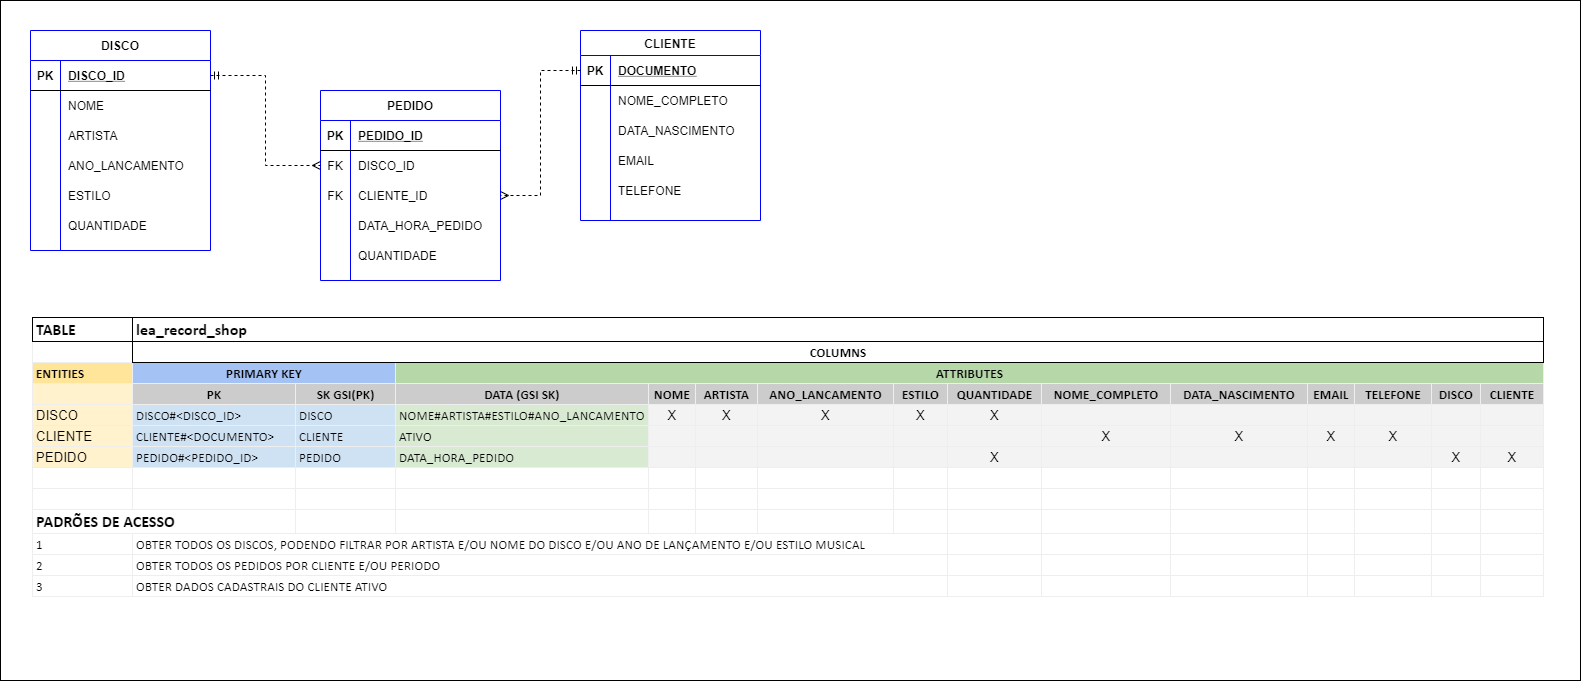 DISCO
PK DISCO_ID
NOME
ARTISTA
ANO_LANCAMENTO
ESTILO
QUANTIDADE
PEDIDO
PK PEDIDO_ID
FK DISCO_ID
FK CLIENTE_ID
DATA_HORA_PEDIDO
QUANTIDADE
CLIENTE
PK DOCUMENTO
NOME_COMPLETO
DATA_NASCIMENTO
EMAIL
TELEFONE
TABLE lea_record_shop
COLUMNS
ENTITIES PRIMARY KEY ATTRIBUTES
PK SK GSI(PK) DATA (GSI SK) NOME ARTISTA ANO_LANCAMENTO ESTILO QUANTIDADE NOME_COMPLETO DATA_NASCIMENTO EMAIL TELEFONE DISCO CLIENTE
DISCO DISCO#<DISCO_ID> DISCO NOME#ARTISTA#ESTILO#ANO_LANCAMENTO X X X X X
CLIENTE CLIENTE#<DOCUMENTO> CLIENTE ATIVO X X X X
PEDIDO PEDIDO#<PEDIDO_ID> PEDIDO DATA_HORA_PEDIDO X X X
PADRÕES DE ACESSO
1 OBTER TODOS OS DISCOS, PODENDO FILTRAR POR ARTISTA E/OU NOME DO DISCO E/OU ANO DE LANÇAMENTO E/OU ESTILO MUSICAL
2 OBTER TODOS OS PEDIDOS POR CLIENTE E/OU PERIODO
3 OBTER DADOS CADASTRAIS DO CLIENTE ATIVO